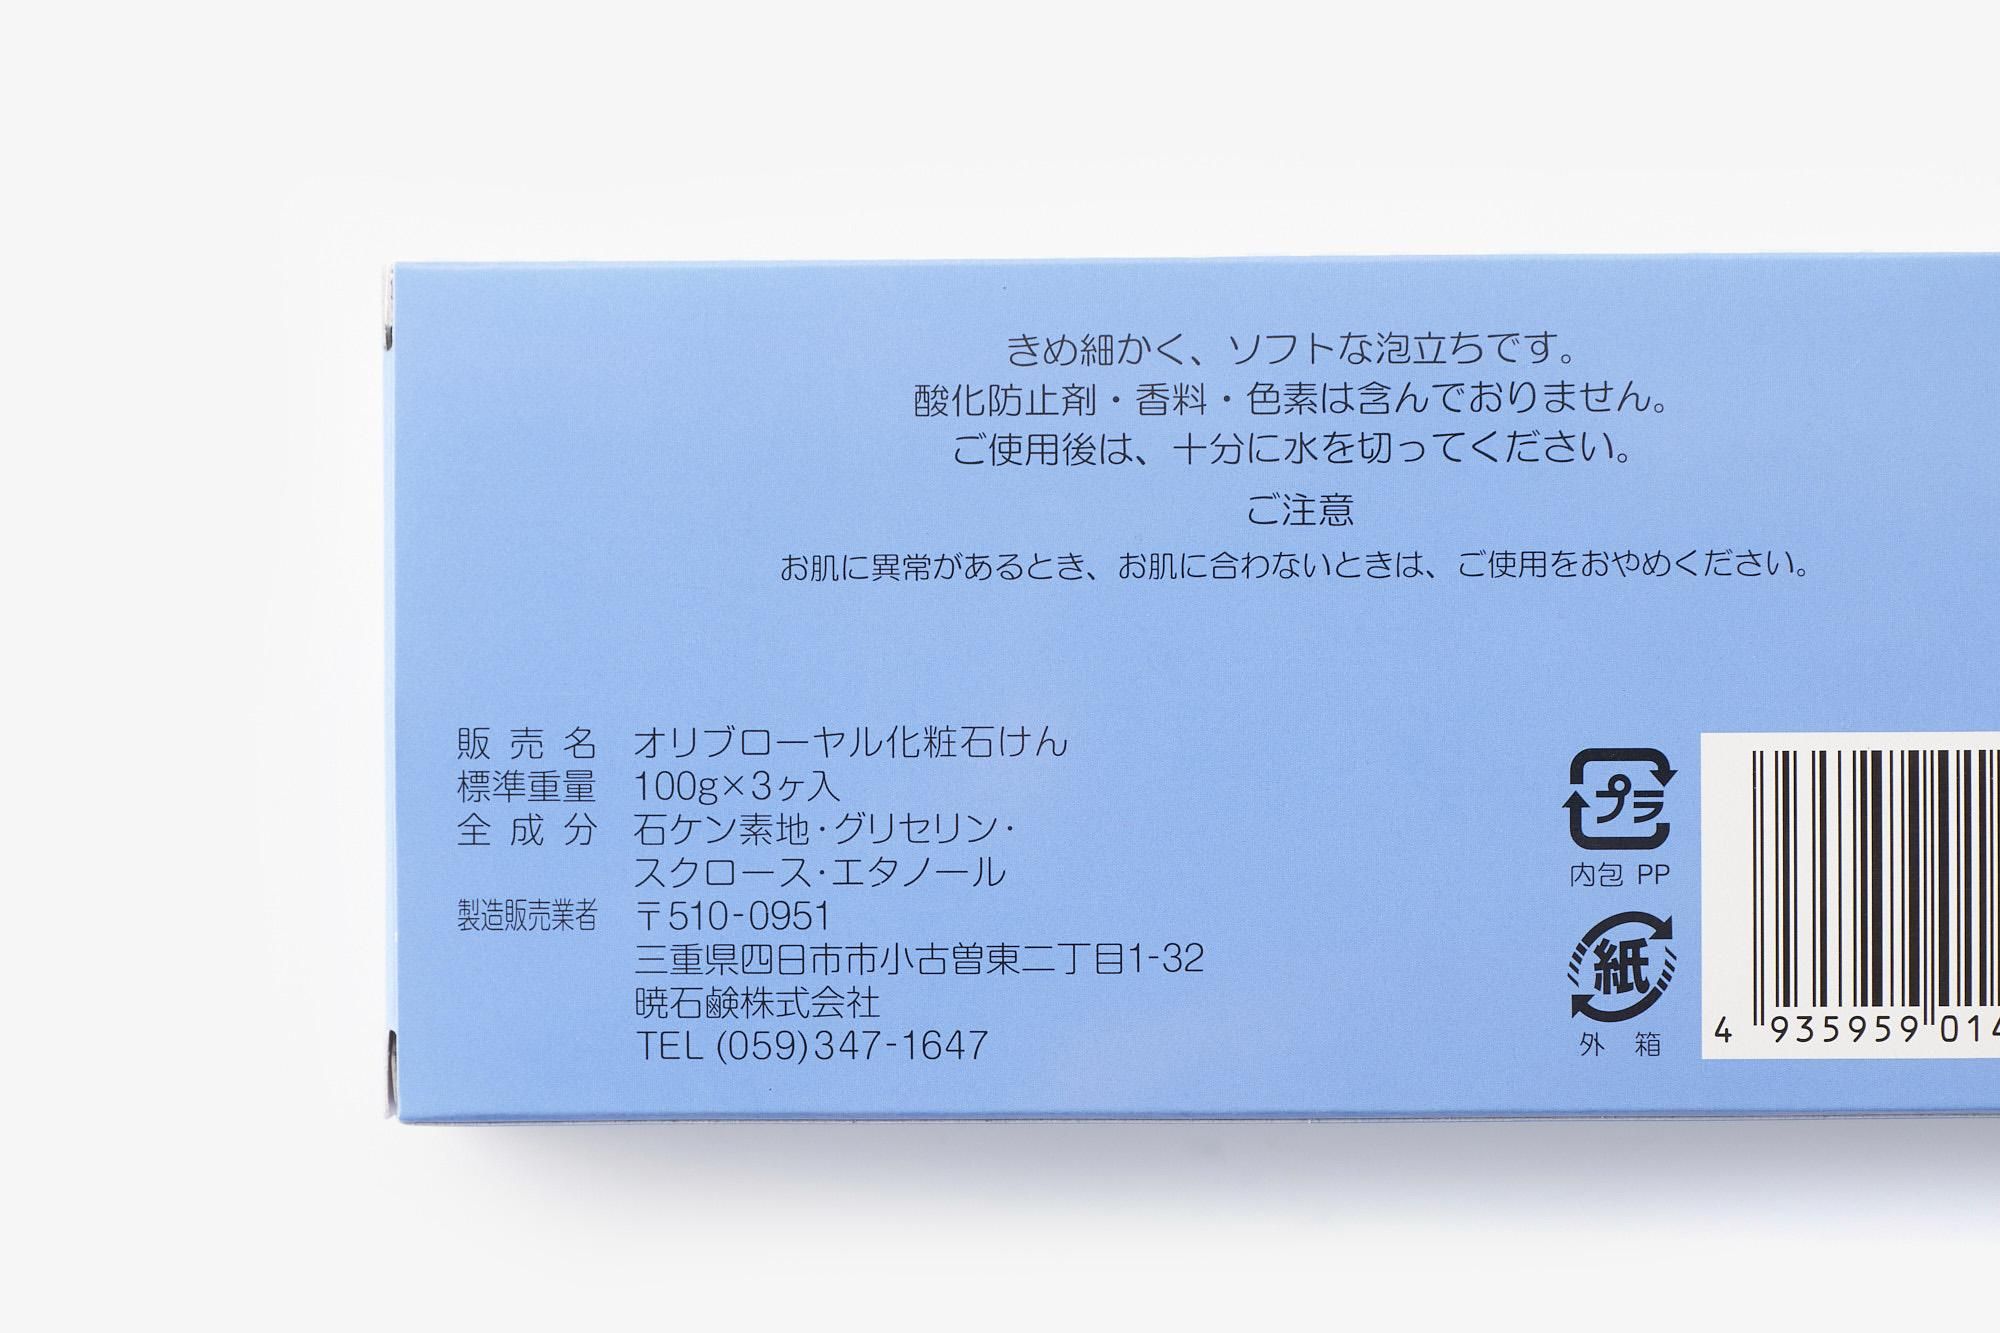 きめ細かく、ソフトな泡立ちです。
酸化防止剤・香料・色素は含んでおりません。
ご使用後は、十分に水を切ってください。
ご注意
お肌に異常があるとき、お肌に合わないときは、ご使用をおやめください。
販売名 オリブローヤル化粧石けん
標準重量 100g×3ヶ入
全成分 石ケン素地・グリセリン・
スクロース・エタノール
製造販売業者 〒510-0951
三重県四日市市小古曽東二丁目1-32
暁石鹸株式会社
TEL (059)347-1647
プラ
内包 PP
紙
外箱
4 935959 014